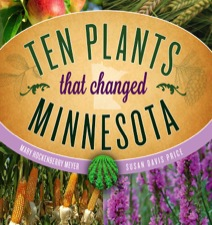 TEN PLANTS
that changed
MINNESOTA
MARY HOCKENBERRY MEYER
SUSAN DAVIS PRICE